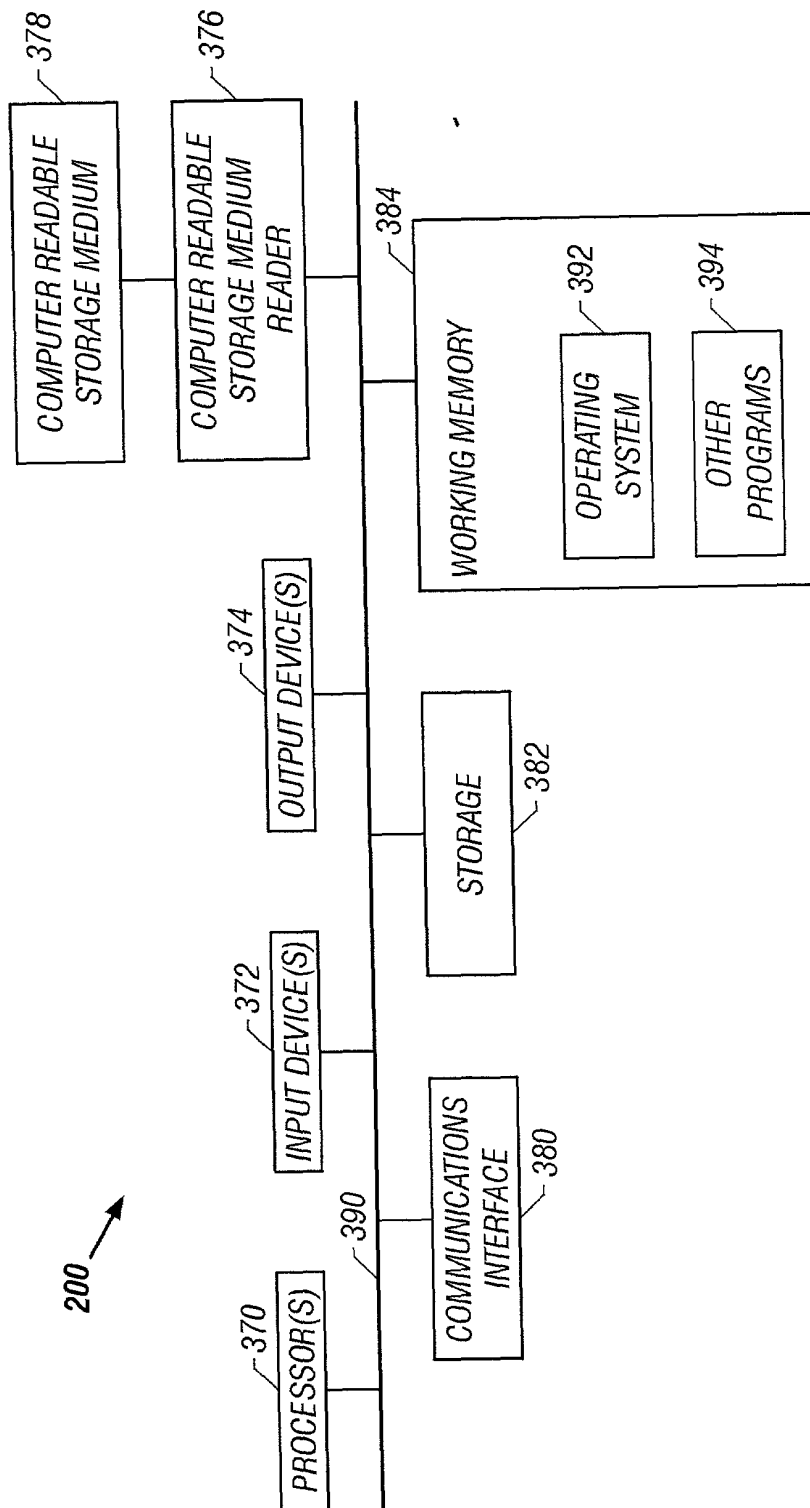 200
370
PROCESSOR(S)
372
INPUT DEVICE(S)
374
OUTPUT DEVICE(S)
COMPUTER READABLE
STORAGE MEDIUM
378
COMPUTER READABLE
STORAGE MEDIUM
READER
376
390
COMMUNICATIONS
INTERFACE
380
STORAGE
382
384
WORKING MEMORY
OPERATING
SYSTEM
392
OTHER
PROGRAMS
394